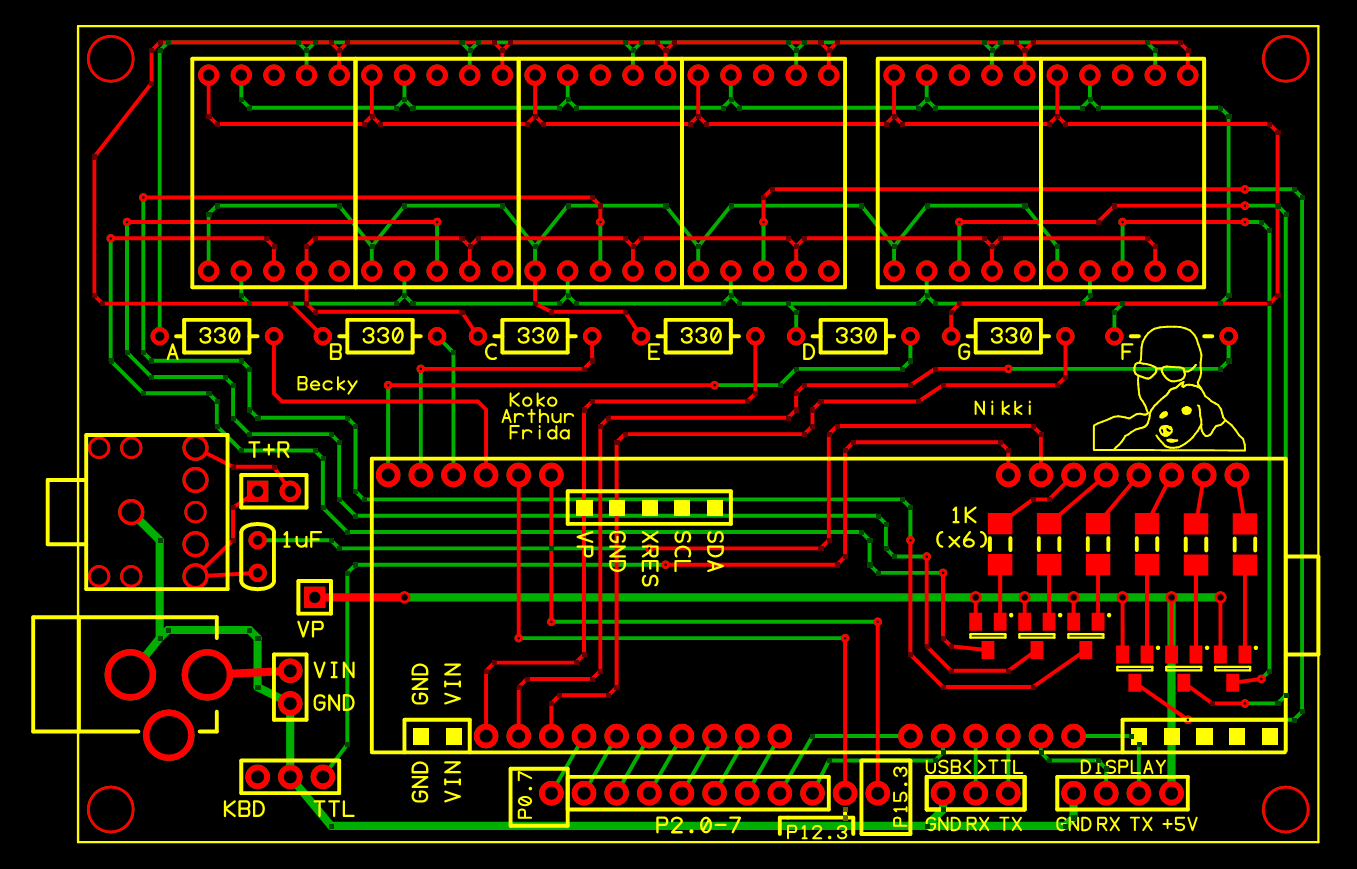 330 330 330 330 330 330
A B C E D G F
Becky
Koko
Arthur
Frida
Nikki
T+R
1K
(x6)
1uF
VP GND XRES SCL SDA
VP
VIN
GND
GND VIN
GND VIN
KBD TTL
P0.7
P2.0-7
P12.3
P15.3
USB<>TTL
GND RX TX
DISPLAY
GND RX TX +5V